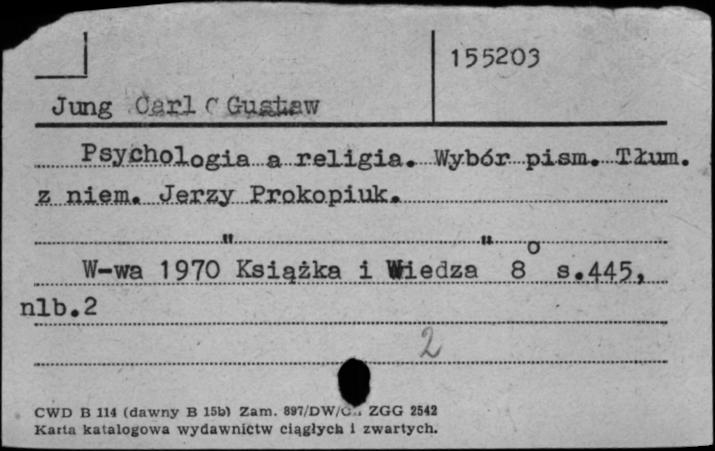 155203
Jung Carl Gustaw
Psychologia a religia. Wybór pism. Tłum.
z niem. Jerzy Prokopiuk.
W-wa 1970 "Książka i Wiedza" 8° s.445,
nlb.2
2
CWD B 114 (dawny B 15b) Zam. 897/DW/ ZGG 2542
Karta katalogowa wydawnictw ciągłych i zwartych.